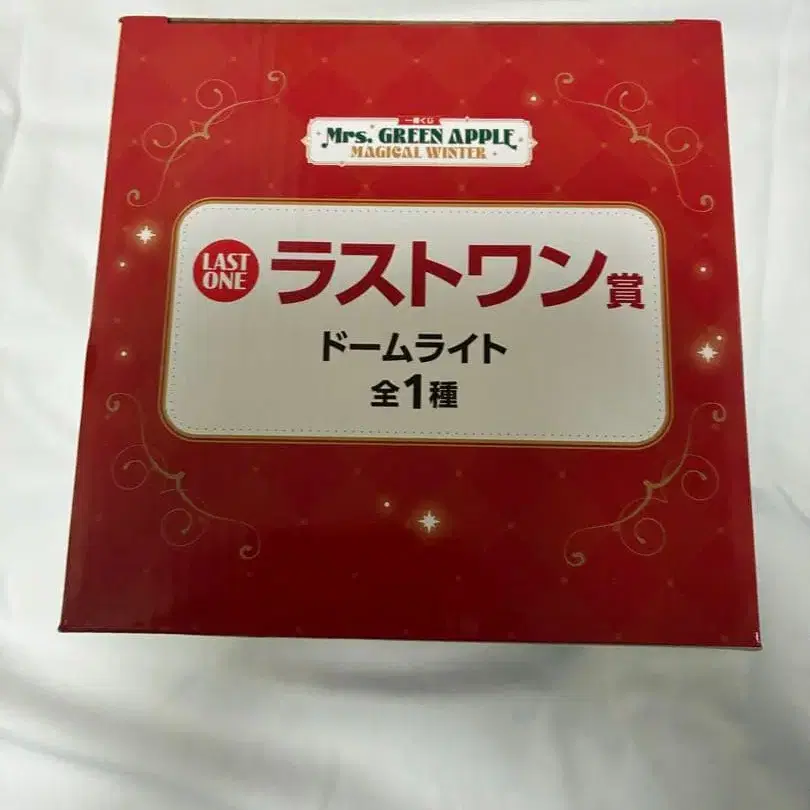 一番くじ
Mrs. GREEN APPLE
MAGICAL WINTER
LAST
ONE
ラストワン賞
ドームライト
全1種